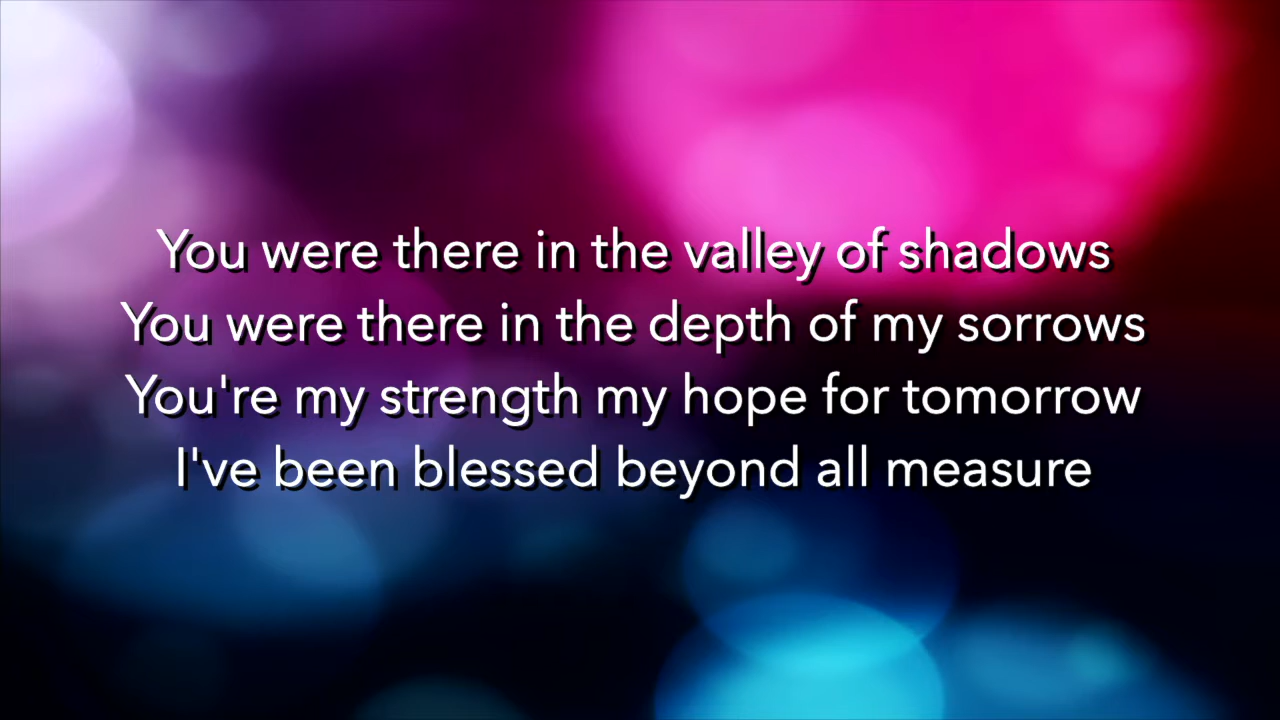 You were there in the valley of shadows
You were there in the depth of my sorrows
You're my strength my hope for tomorrow
I've been blessed beyond all measure